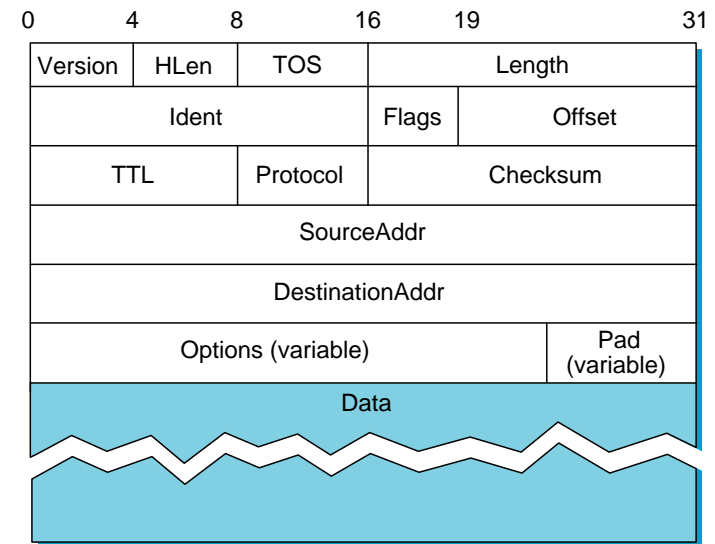 0 4 8 16 19 31
Version HLen TOS Length
Ident Flags Offset
TTL Protocol Checksum
SourceAddr
DestinationAddr
Options (variable) Pad
(variable)
Data